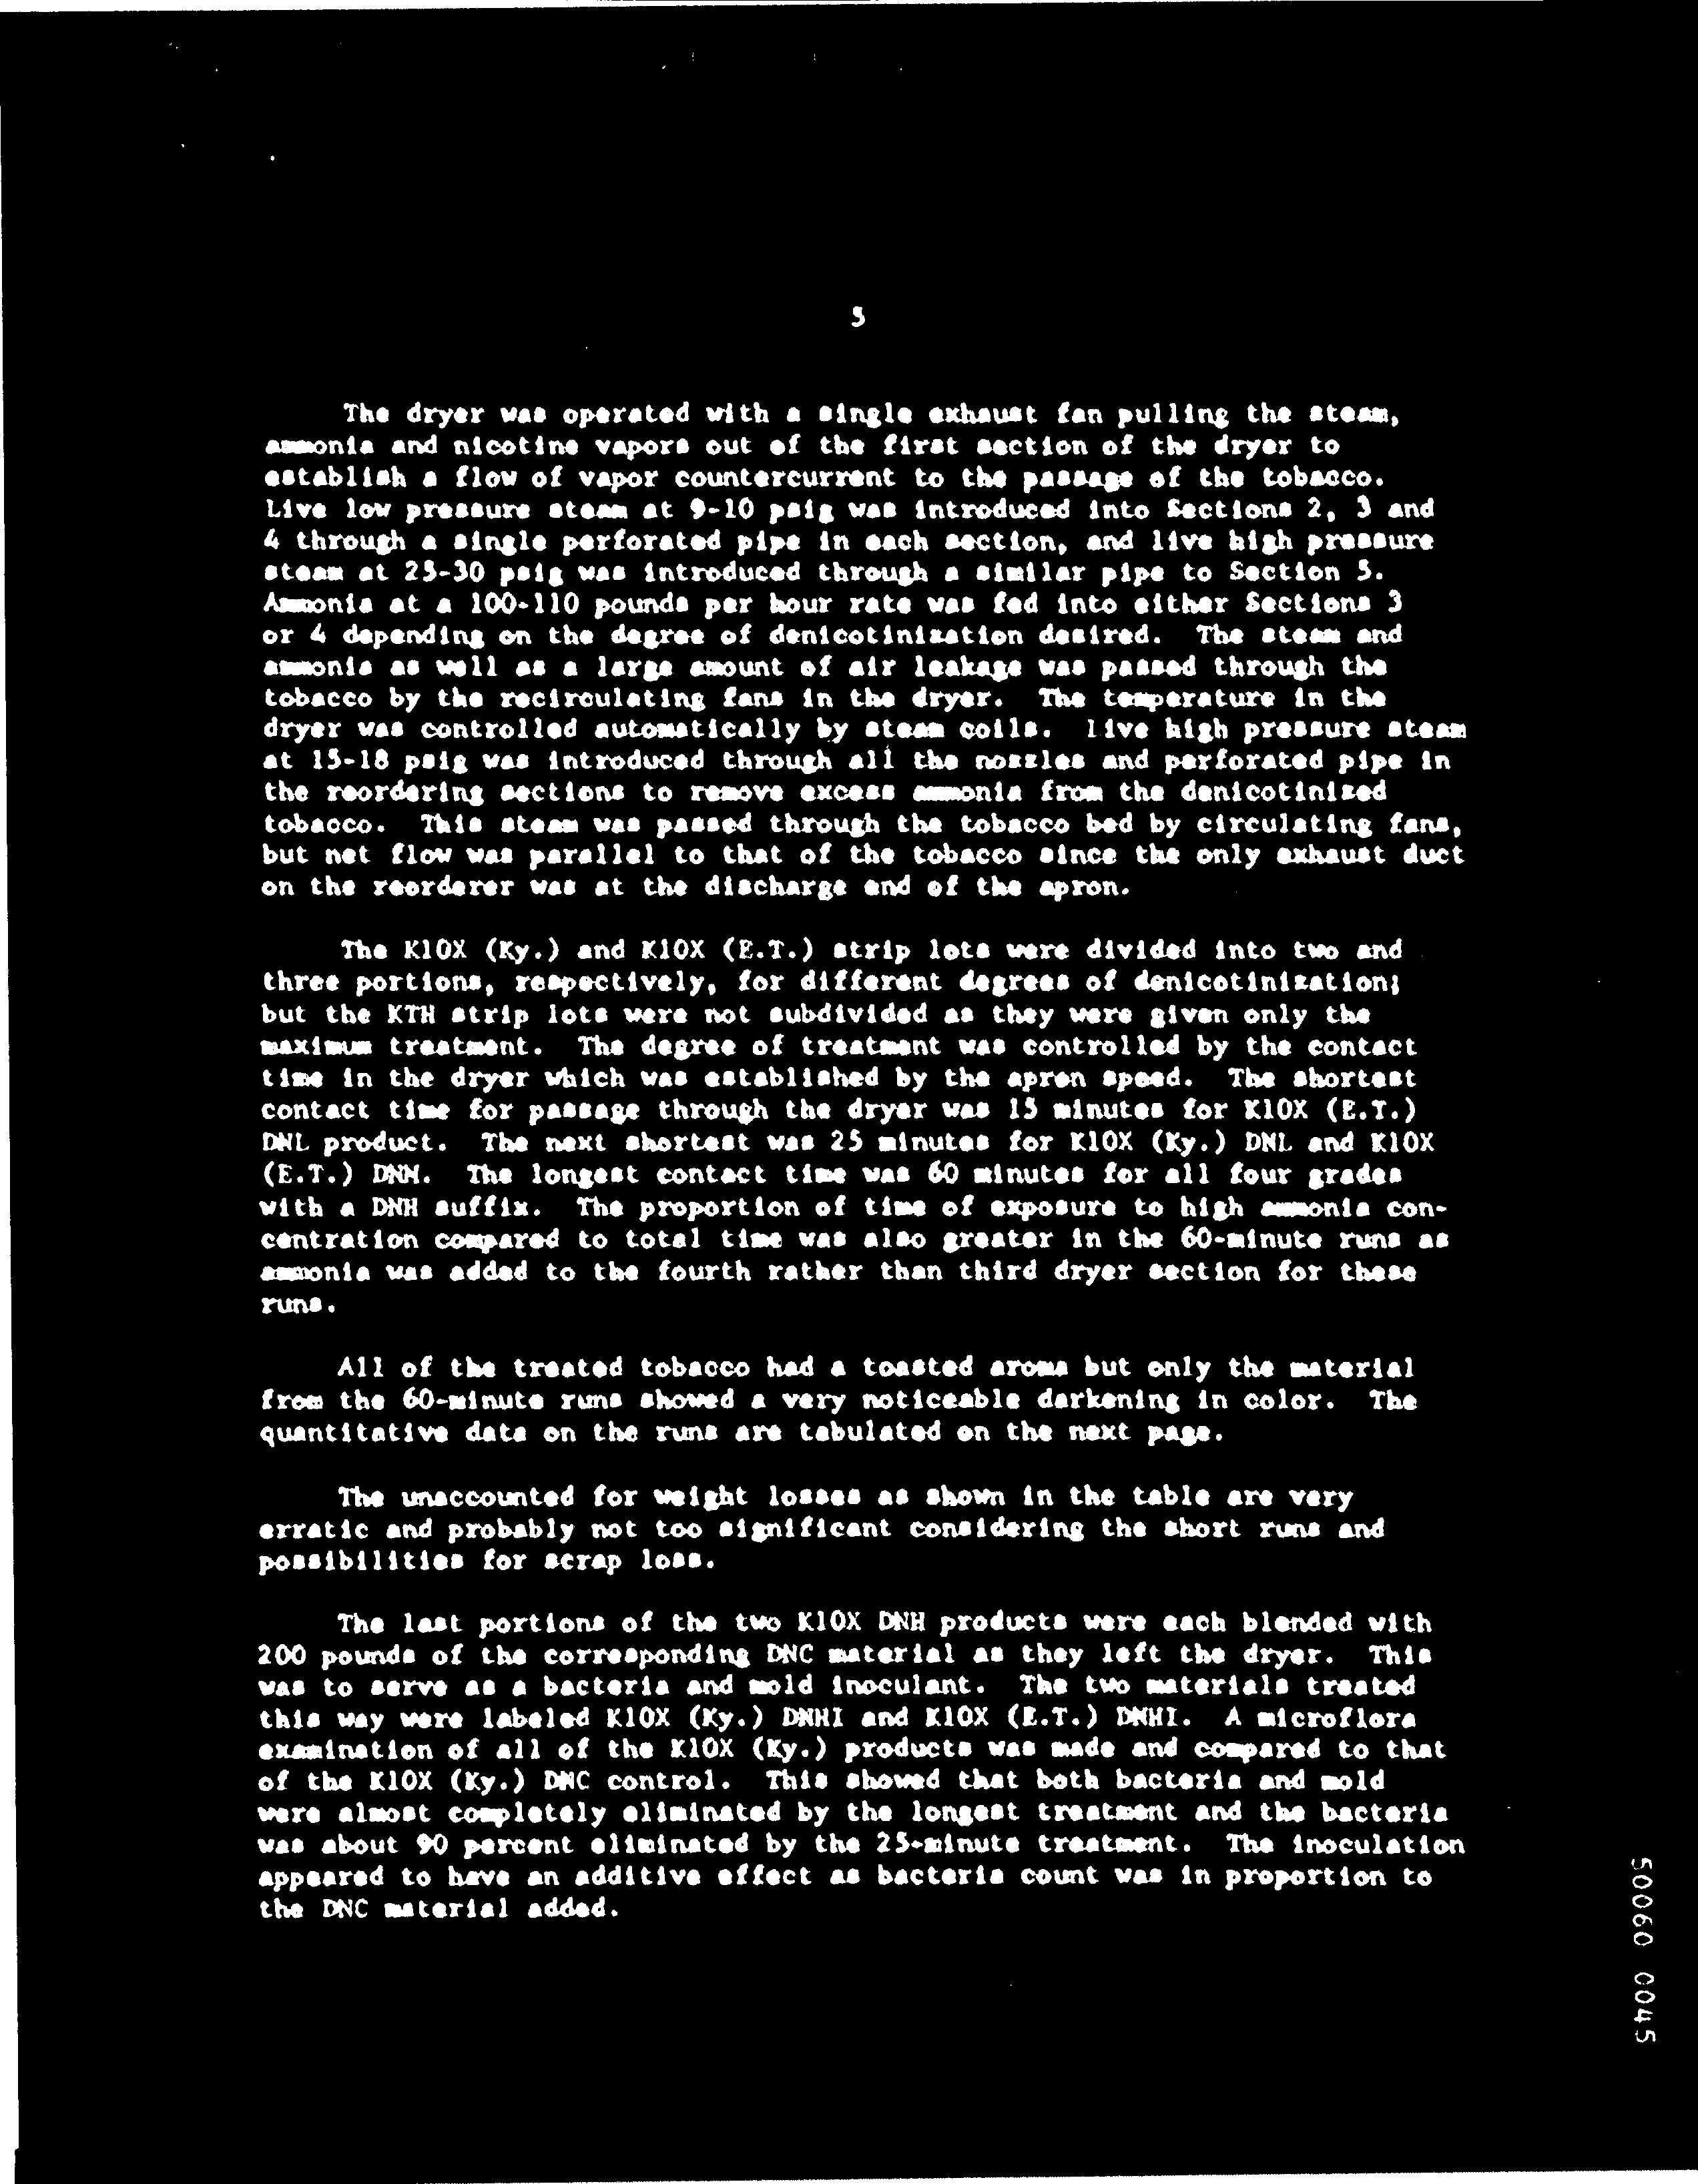 5
The dryer was operated with a single exhaust fan pulling the steam,
ammonia and nicotine vapors out of the first section of the dryer to
establish a flow of vapor countercurrent to the passage of the tobacco.
Live low pressure steam at 9-10 psig was introduced into Sections 2, 3 and
4 through a single perforated pipe in each section, and live high pressure
steam at 25-30 psig was introduced through a similar pipe to Section 5.
Ammonia at a 100-110 pounds per hour rate was fed into either Sections 3
or 4 depending on the degree of denicotinization desired. The steam and
ammonia as well as a large amount of air leakage was passed through the
tobacco by the recirculating fans in the dryer. The temperature in the
dryer was controlled automatically by steam coils. live high pressure steam
at 15-18 psig was introduced through all the nozzles and perforated pipe in
the reordering sections to remove excess ammonia from the denicotinized
tobacco. This steam was passed through the tobacco bed by circulating fans,
but net flow was parallel to that of the tobacco since the only exhaust duct
on the reorderer was at the discharge end of the apron.
The K10X (Ky.) and K10X (E.T.) strip lots were divided into two and
three portions, respectively, for different degrees of denicotinization;
but the KTH strip lots were not subdivided as they were given only the
maximum treatment. The degree of treatment was controlled by the contact
time in the dryer which was established by the apron speed. The shortest
contact time for passage through the dryer was 15 minutes for K10X (E.T.)
DNL product. The next shortest was 25 minutes for K10X (Ky.) DNL and K10X
(E.T.) DNM. The longest contact time was 60 minutes for all four grades
with a DNH suffix. The proportion of time of exposure to high ammonia con-
centration compared to total time was also greater in the 60-minute runs as
ammonia was added to the fourth rather than third dryer section for these
runs.
All of the treated tobacco had a toasted aroma but only the material
from the 60-minute runs showed a very noticeable darkening in color. The
quantitative data on the runs are tabulated on the next page.
The unaccounted for weight losses as shown in the table are very
erratic and probably not too significant considering the short runs and
possibilities for scrap loss.
The last portions of the two K10X DNH products were each blended with
200 pounds of the corresponding DNC material as they left the dryer. This
was to serve as a bacteria and mold inoculant. The two materials treated
this way were labeled K10X (Ky.) DNHI and K10X (E.T.) DNHI. A microflora
examination of all of the K10X (Ky.) products was made and compared to that
of the K10X (Ky.) DNC control. This showed that both bacteria and mold
were almost completely eliminated by the longest treatment and the bacteria
was about 90 percent eliminated by the 25-minute treatment. The inoculation
appeared to have an additive effect as bacteria count was in proportion to
the DNC material added.
50060 0045